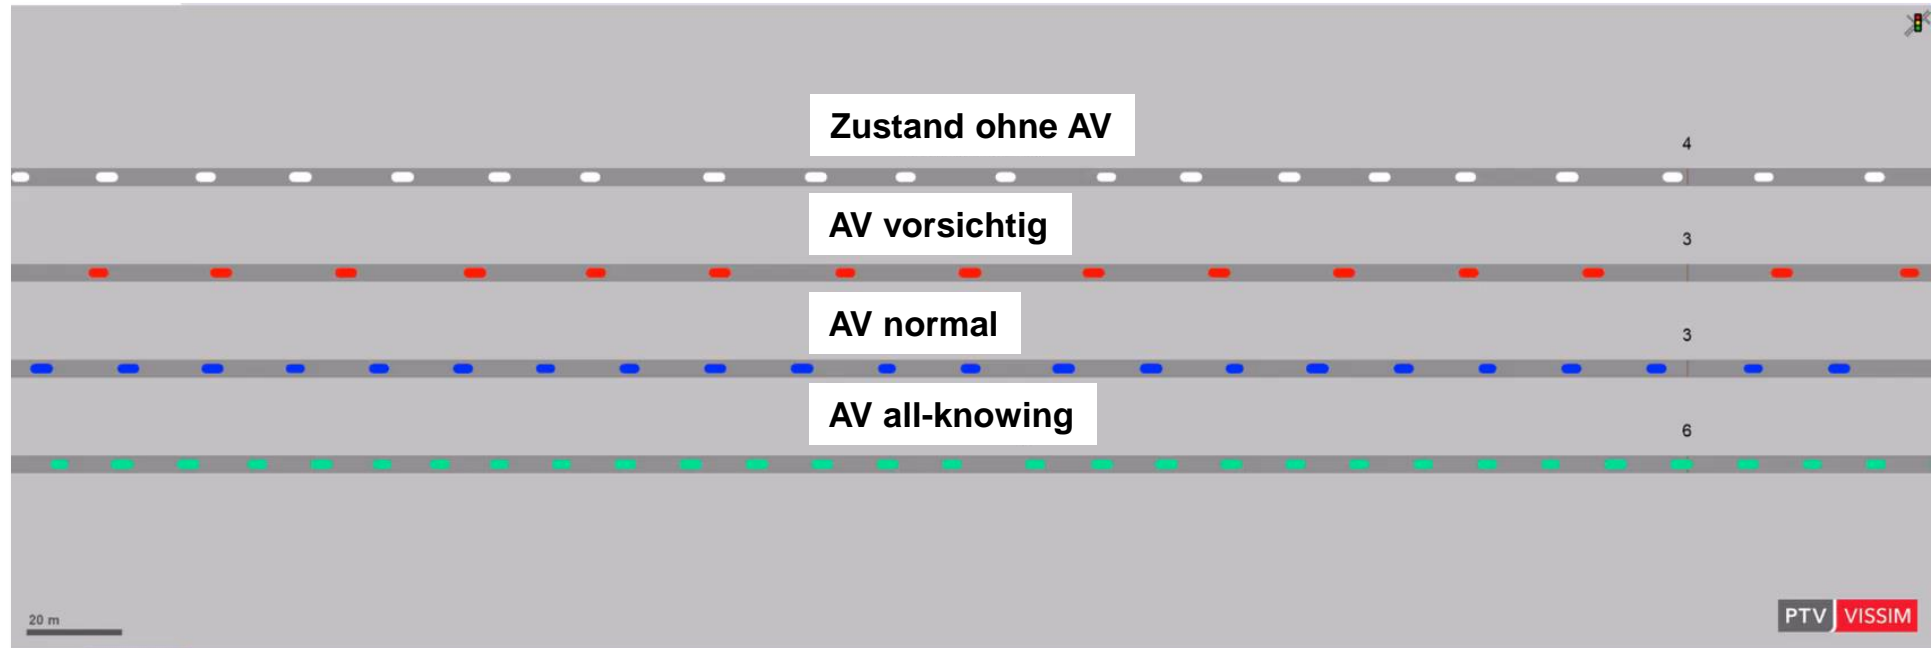 Zustand ohne AV
4
AV vorsichtig
3
AV normal
3
AV all-knowing
6
20 m
PTV VISSIM